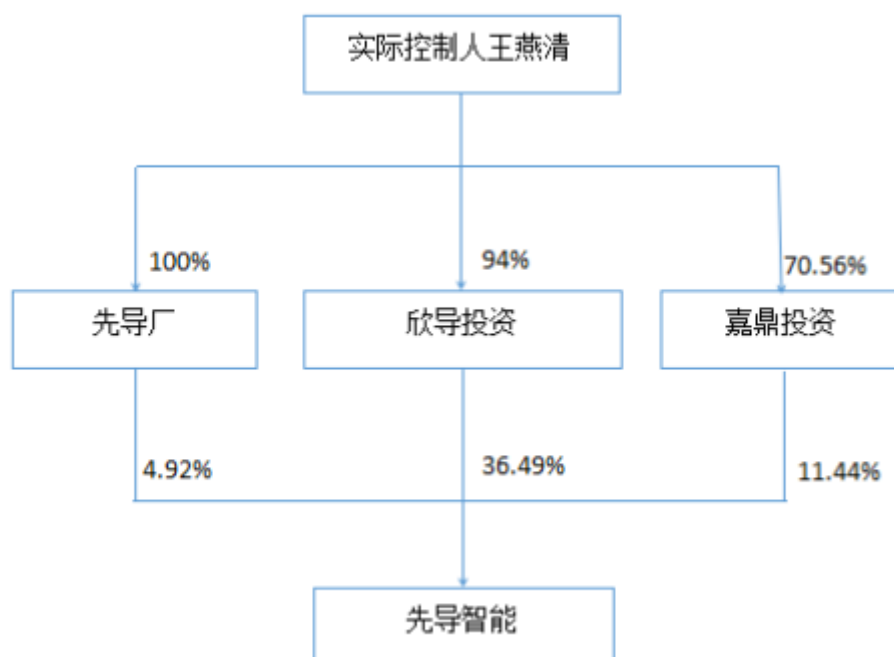 实际控制人王燕清
100%
94%
70.56%
先导厂
欣导投资
嘉鼎投资
4.92%
36.49%
11.44%
先导智能